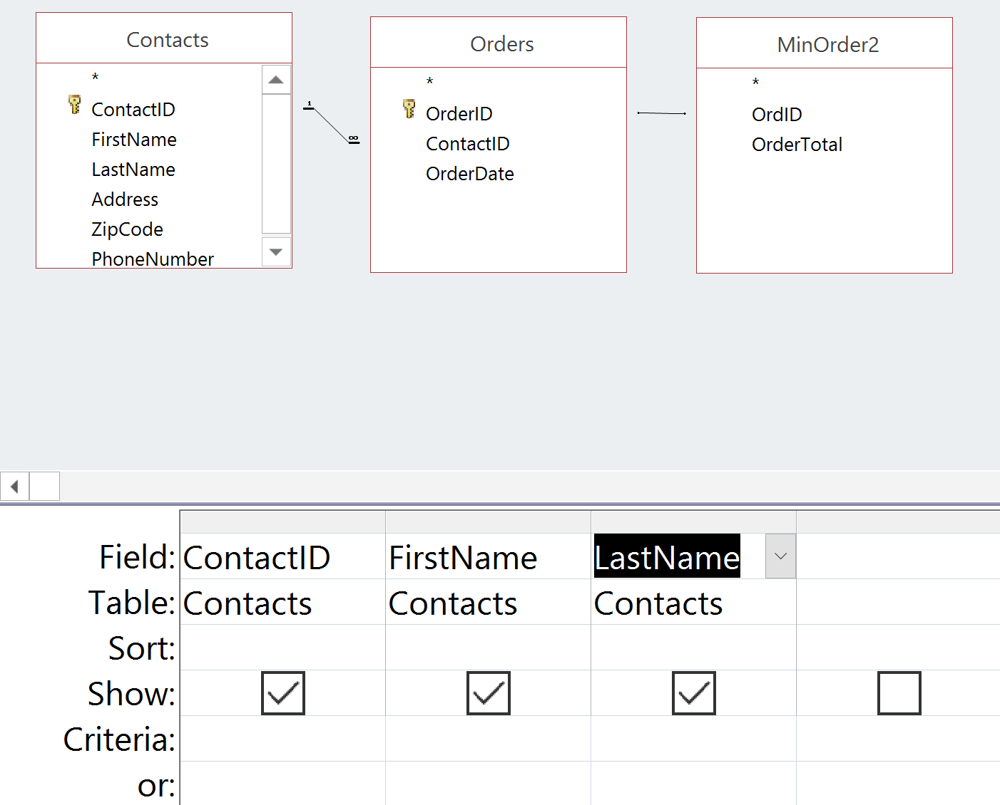 Contacts
*
ContactID
FirstName
LastName
Address
ZipCode
PhoneNumber
1
∞
Orders
*
OrderID
ContactID
OrderDate
MinOrder2
*
OrdID
OrderTotal
Field: ContactID FirstName LastName
Table: Contacts Contacts Contacts
Sort:
Show:
Criteria:
or: